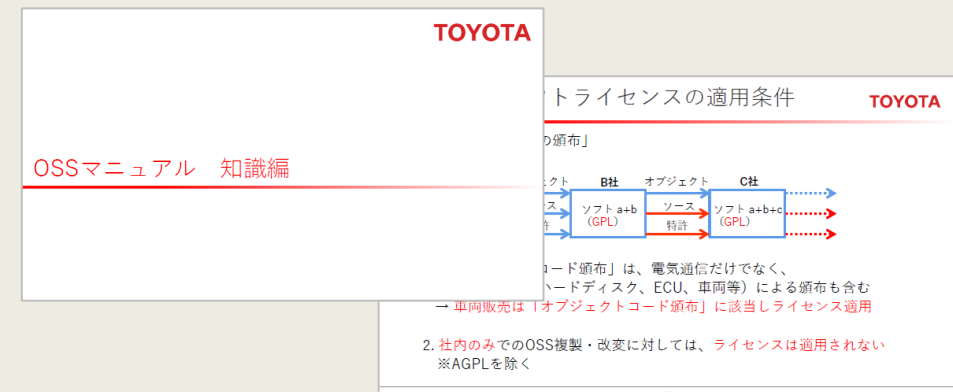 TOYOTA
OSSマニュアル 知識編
トライセンスの適用条件
TOYOTA
の頒布」
クト B社 オブジェクト C社
ソフト a+b
(GPL)
ソース
特許
ソフト a+b+c
(GPL)
コード頒布」は、電気通信だけでなく、
ハードディスク、ECU、車両等）による頒布も含む
→ 車両販売は「オブジェクトコード頒布」に該当しライセンス適用
2. 社内のみでのOSS複製・改変に対しては、ライセンスは適用されない
※AGPLを除く